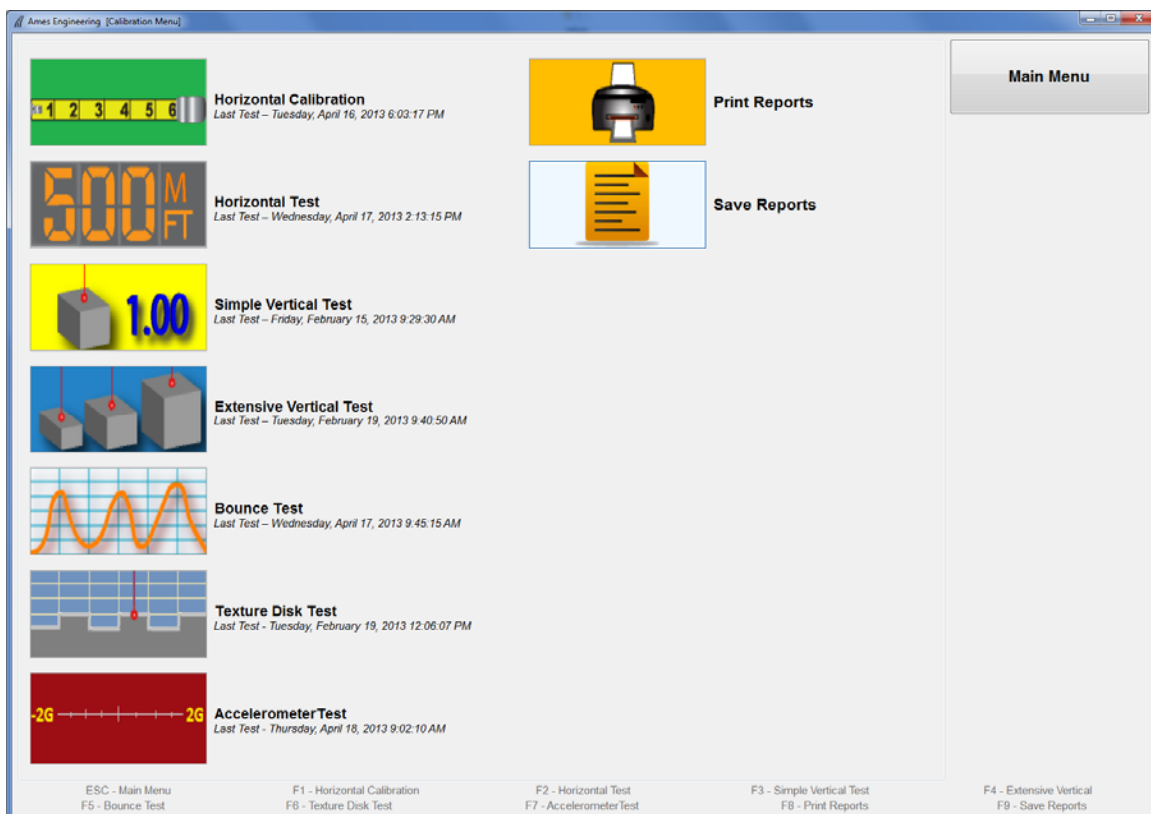 Ames Engineering [Calibration Menu]
1 2 3 4 5 6
Horizontal Calibration
Last Test – Tuesday, April 16, 2013 6:03:17 PM
500 M
FT
Horizontal Test
Last Test – Wednesday, April 17, 2013 2:13:15 PM
1.00
Simple Vertical Test
Last Test – Friday, February 15, 2013 9:29:30 AM
Extensive Vertical Test
Last Test – Tuesday, February 19, 2013 9:40:50 AM
Bounce Test
Last Test – Wednesday, April 17, 2013 9:45:15 AM
Texture Disk Test
Last Test - Tuesday, February 19, 2013 12:06:07 PM
-2G 2G
AccelerometerTest
Last Test - Thursday, April 18, 2013 9:02:10 AM
Print Reports
Save Reports
Main Menu
ESC - Main Menu F1 - Horizontal Calibration F2 - Horizontal Test F3 - Simple Vertical Test F4 - Extensive Vertical
F5 - Bounce Test F6 - Texture Disk Test F7 - AccelerometerTest F8 - Print Reports F9 - Save Reports